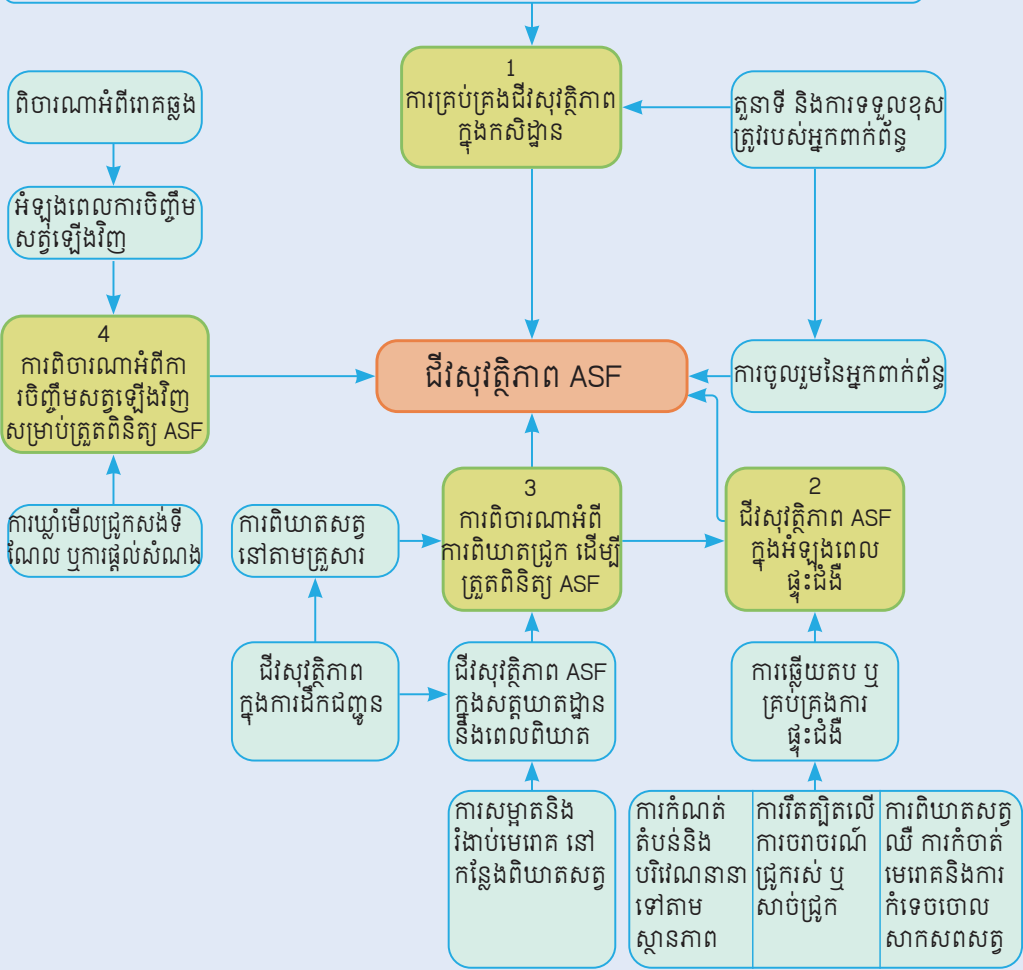 1
ការគ្រប់គ្រងជីវសុវត្ថិភាព
ក្នុងកសិដ្ឋាន
ពិចារណាអំពីរោគឆ្លង
តួនាទី និងការទទួលខុស
ត្រូវរបស់អ្នកពាក់ព័ន្ធ
អំឡុងពេលការចិញ្ចឹម
សត្វឡើងវិញ
4
ការពិចារណាអំពីកា
រចិញ្ចឹមសត្វឡើងវិញ
សម្រាប់ត្រួតពិនិត្យ ASF
ជីវសុវត្ថិភាព ASF
ការចូលរួមនៃអ្នកពាក់ព័ន្ធ
ការឃ្លាំមើលជ្រូកសង់ទី
ណែល ឬការផ្តល់សំណង
ការពិឃាតសត្វ
នៅតាមគ្រួសារ
3
ការពិចារណាអំពី
ការពិឃាតជ្រូក ដើម្បី
ត្រួតពិនិត្យ ASF
2
ជីវសុវត្ថិភាព ASF
ក្នុងអំឡុងពេល
ផ្ទុះជំងឺ
ជីវសុវត្ថិភាព
ក្នុងការដឹកជញ្ជូន
ជីវសុវត្ថិភាព ASF
ក្នុងសត្តឃាតដ្ឋាន
និងពេលពិឃាត
ការឆ្លើយតប ឬ
គ្រប់គ្រងការ
ផ្ទុះជំងឺ
ការសម្អាតនិង
រំងាប់មេរោគ នៅ
កន្លែងពិឃាតសត្វ
ការកំណត់
តំបន់និង
បរិវេណនានា
ទៅតាម
ស្ថានភាព
ការរឹតត្បិតលើ
ការចរាចរណ៍
ជ្រូករស់ ឬ
សាច់ជ្រូក
ការពិឃាតសត្វ
ឈឺ ការកំចាត់
មេរោគនិងការ
កំទេចចោល
សាកសពសត្វ